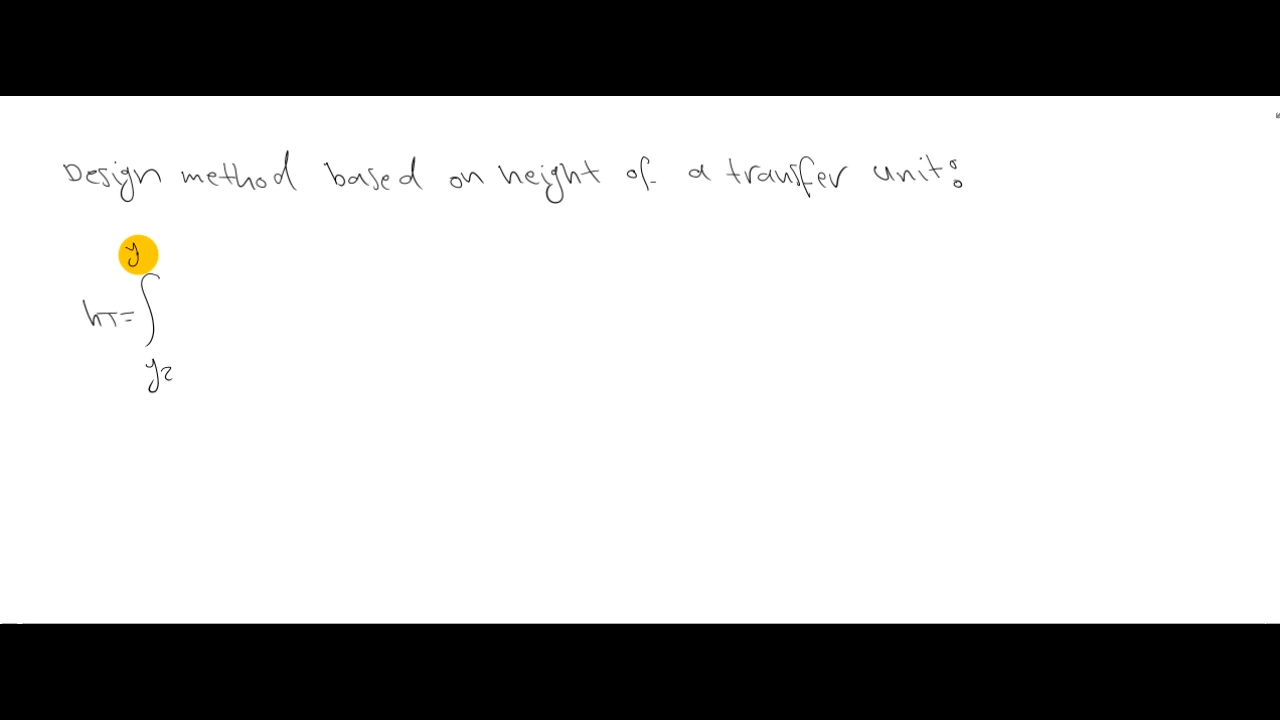 Design method based on height of a transfer unit:
y
hT=∫
y2